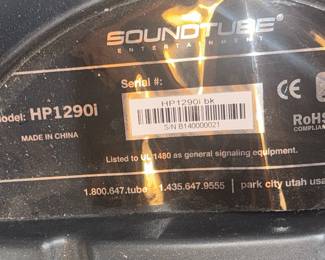 SOUNDTUBE
ENTERTAINMENT
Serial#:
Model: HP1290i
HP1290i bk
MADE IN CHINA
S/N B140000021
CE
RoHS
COMPLIAN
Listed to UL1480 as general signaling equipment.
1.800.647.tube | 1.435.647.9555 | park city utah usa